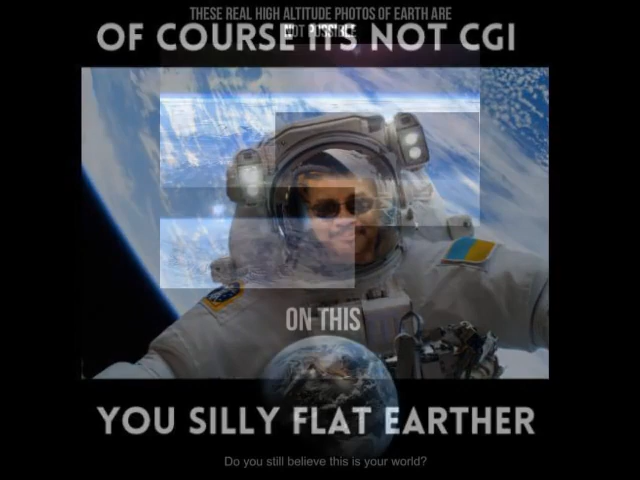 THESE REAL HIGH ALTITUDE PHOTOS OF EARTH ARE
NOT POSSIBLE
OF COURSE ITS NOT CGI
ON THIS
YOU SILLY FLAT EARTHER
Do you still believe this is your world?